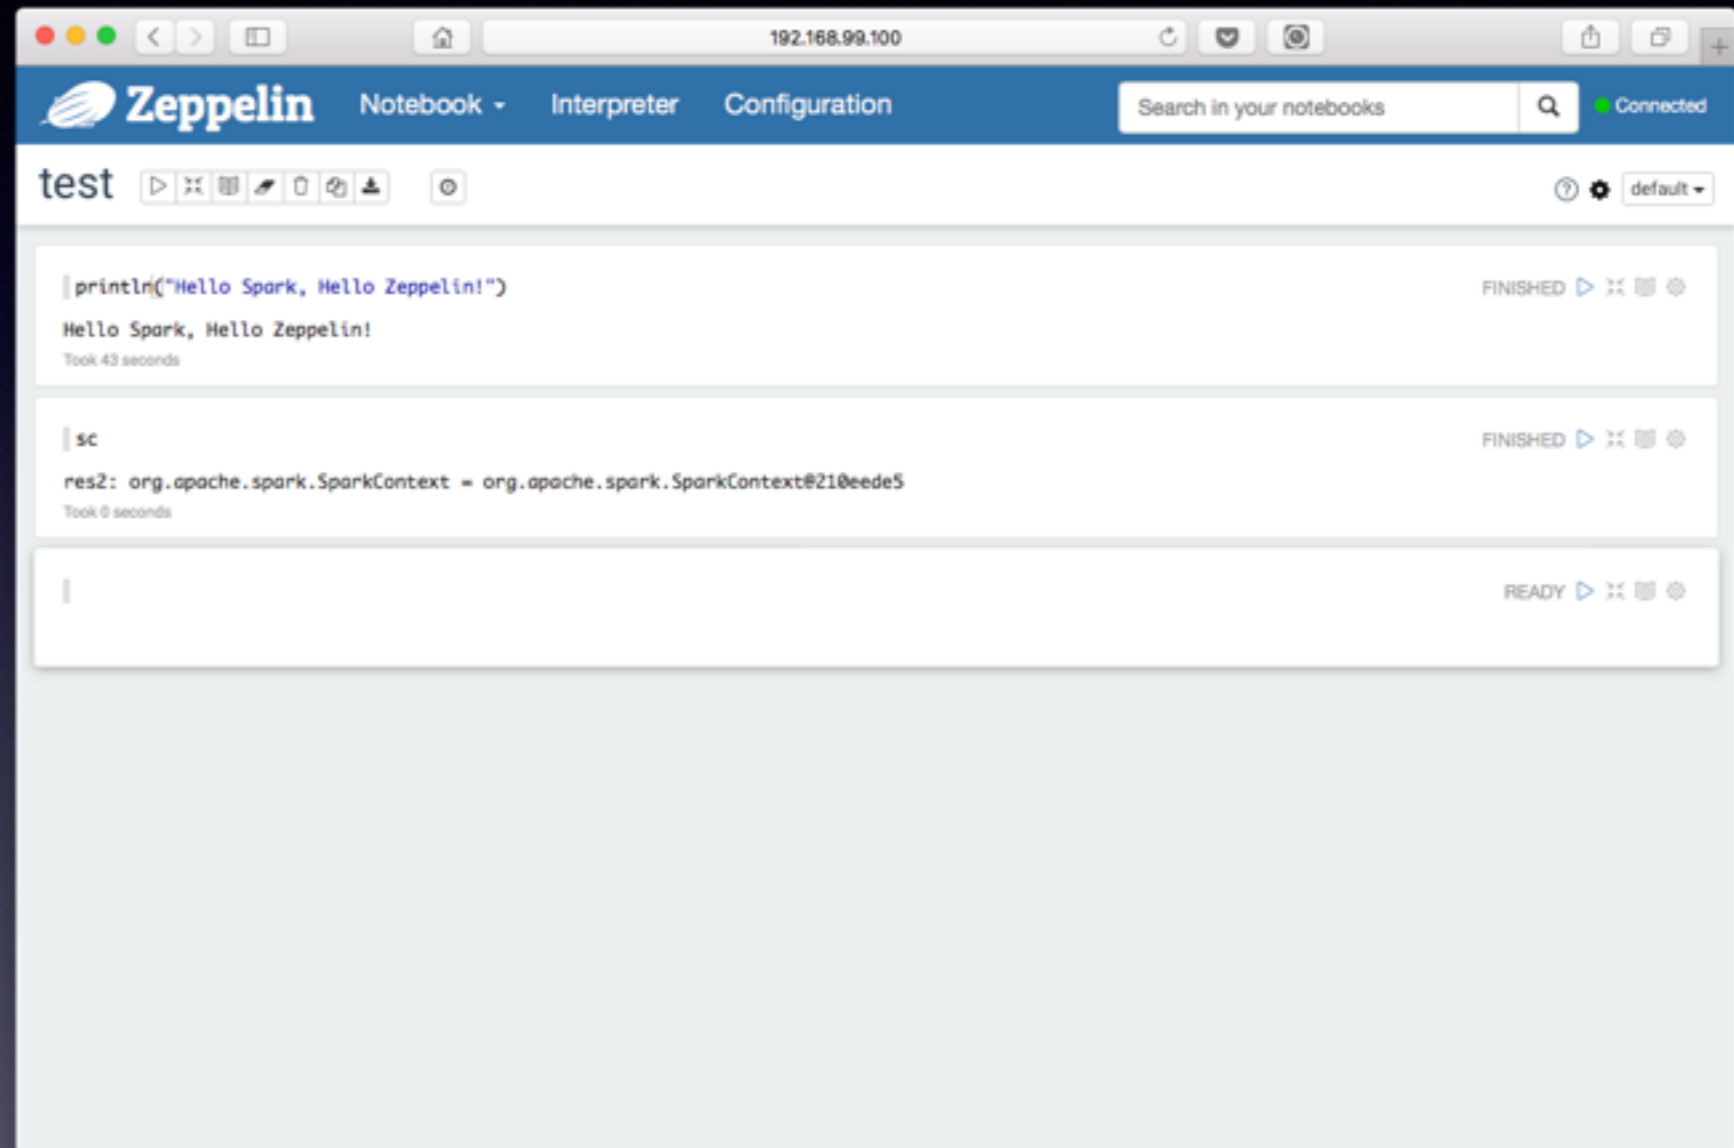 192.168.99.100
Zeppelin Notebook Interpreter Configuration Search in your notebooks Connected
test default
println("Hello Spark, Hello Zeppelin!") FINISHED
Hello Spark, Hello Zeppelin!
Took 43 seconds
sc FINISHED
res2: org.apache.spark.SparkContext = org.apache.spark.SparkContext@210eede5
Took 0 seconds
READY